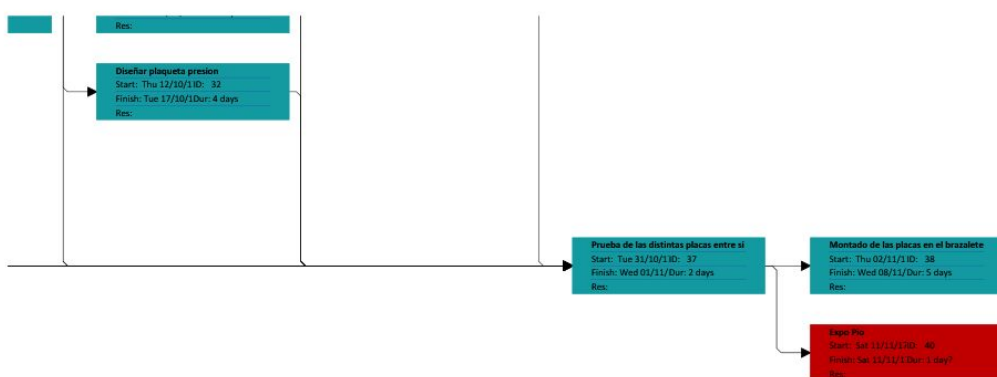 Res:
Diseñar plaqueta presion
Start: Thu 12/10/1 ID: 32
Finish: Tue 17/10/1 Dur: 4 days
Res:
Prueba de las distintas placas entre si
Start: Tue 31/10/1 ID: 37
Finish: Wed 01/11/ Dur: 2 days
Res:
Montado de las placas en el brazalete
Start: Thu 02/11/1 ID: 38
Finish: Wed 08/11/ Dur: 5 days
Res:
Expo Pio
Start: Sat 11/11/17 ID: 40
Finish: Sat 11/11/1 Dur: 1 day?
Res: